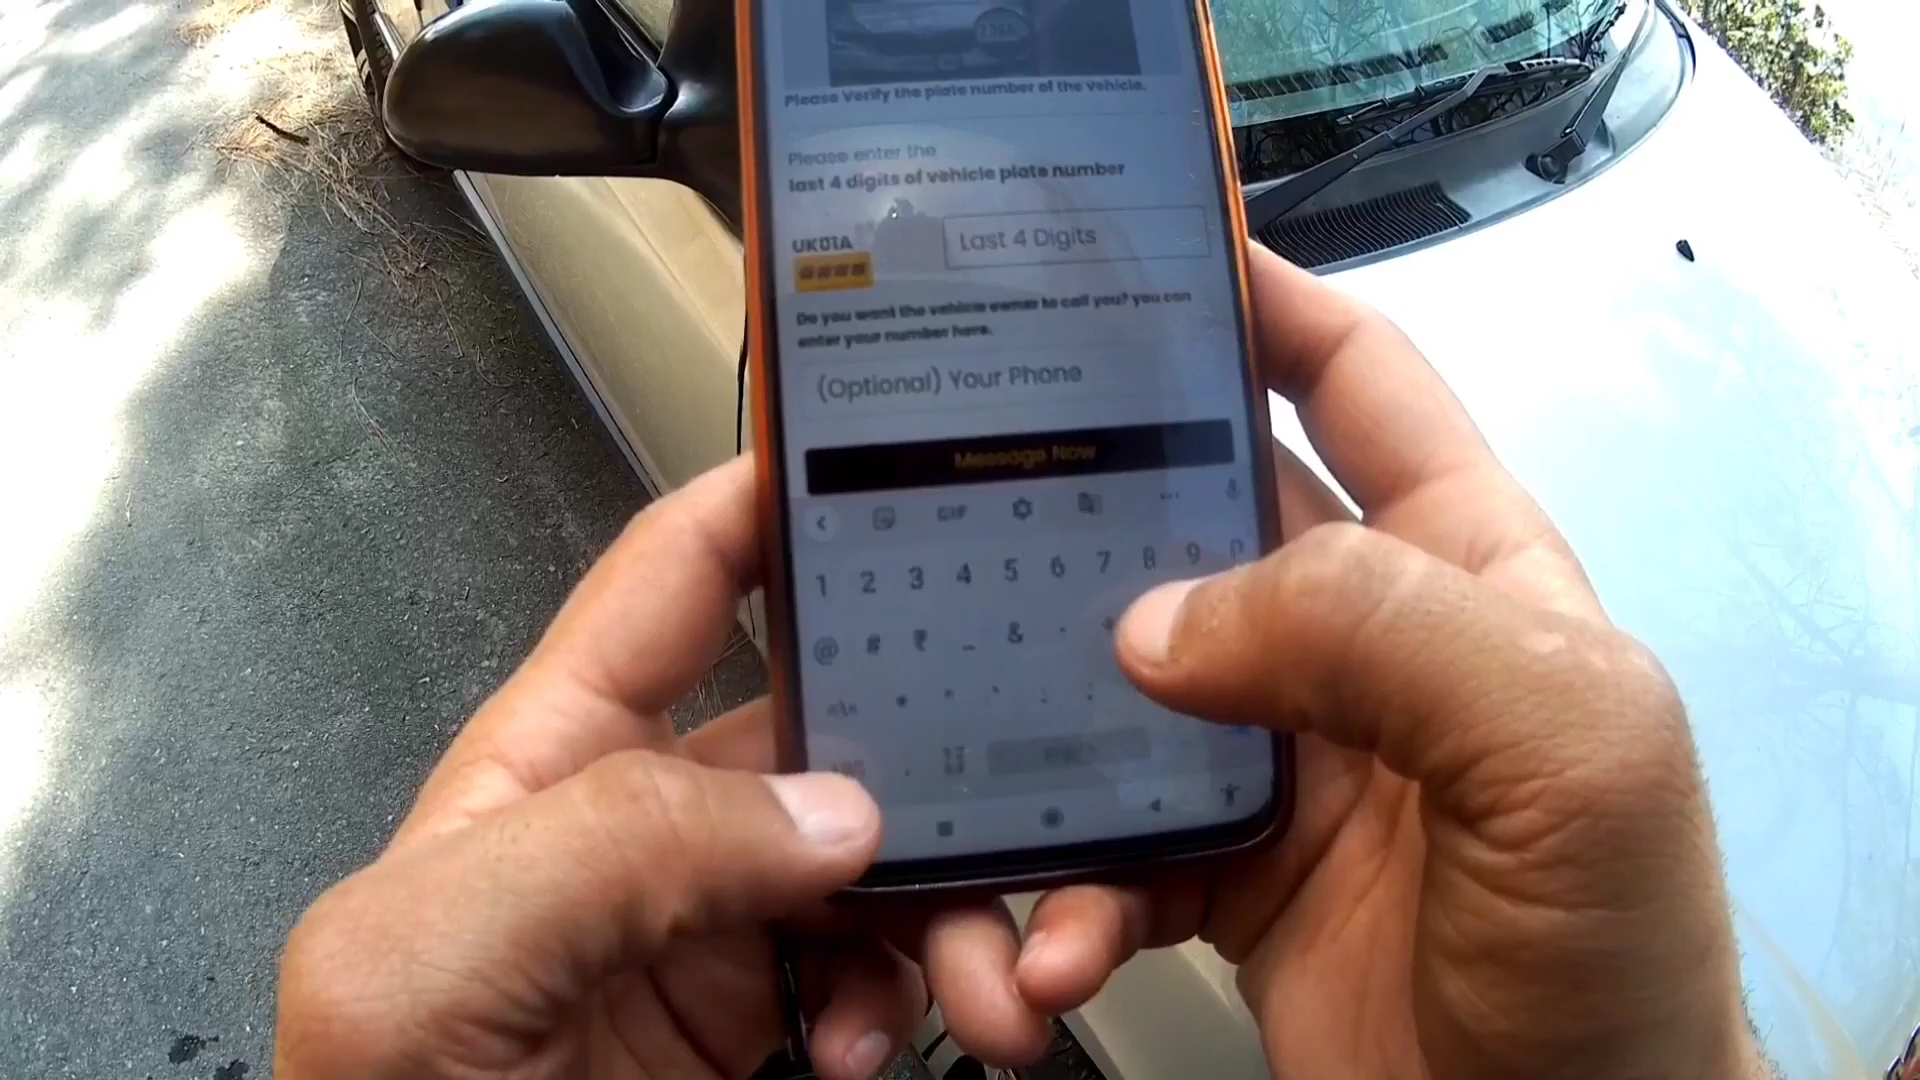 Please Verify the plate number of the Vehicle.
Please enter the
last 4 digits of vehicle plate number
UK01A
####
Last 4 Digits
Do you want the vehicle owner to call you? you can
enter your number here.
(Optional) Your Phone
Message Now
GIF
1 2 3 4 5 6 7 8 9
@ # ₹ _ & -